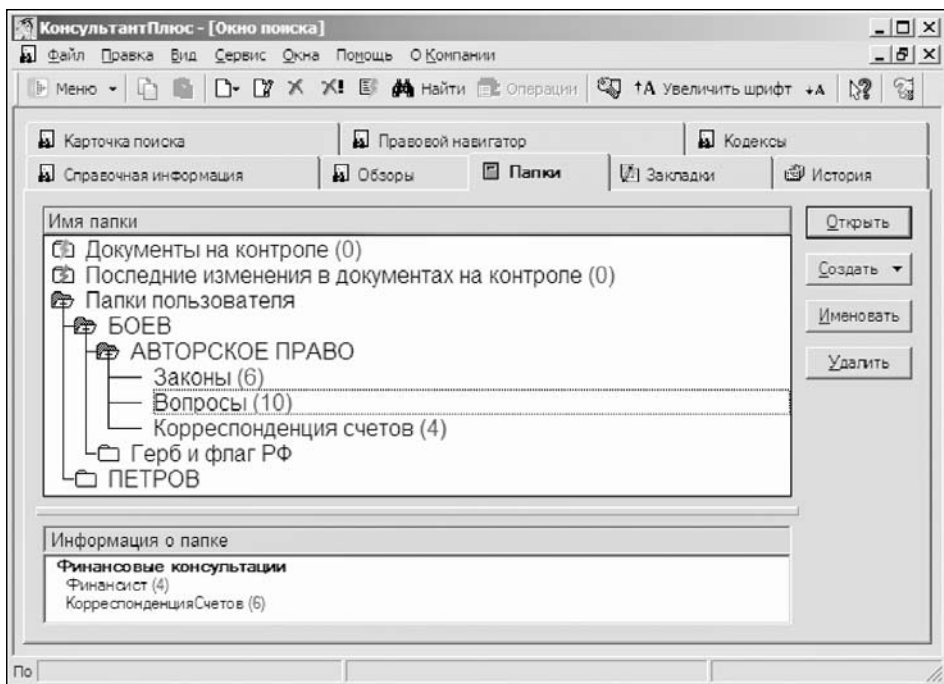 КонсультантПлюс - [Окно поиска]
Файл Правка Вид Сервис Окна Помощь О Компании
Меню Найти Операции А Увеличить шрифт А
Карточка поиска Правовой навигатор Кодексы
Справочная информация Обзоры Папки Закладки История
Имя папки
Документы на контроле (0)
Последние изменения в документах на контроле (0)
Папки пользователя
БОЕВ
АВТОРСКОЕ ПРАВО
Законы (6)
Вопросы (10)
Корреспонденция счетов (4)
Герб и флаг РФ
ПЕТРОВ
Открыть
Создать
Именовать
Удалить
Информация о папке
Финансовые консультации
Финансист (4)
КорреспонденцияСчетов (6)
По